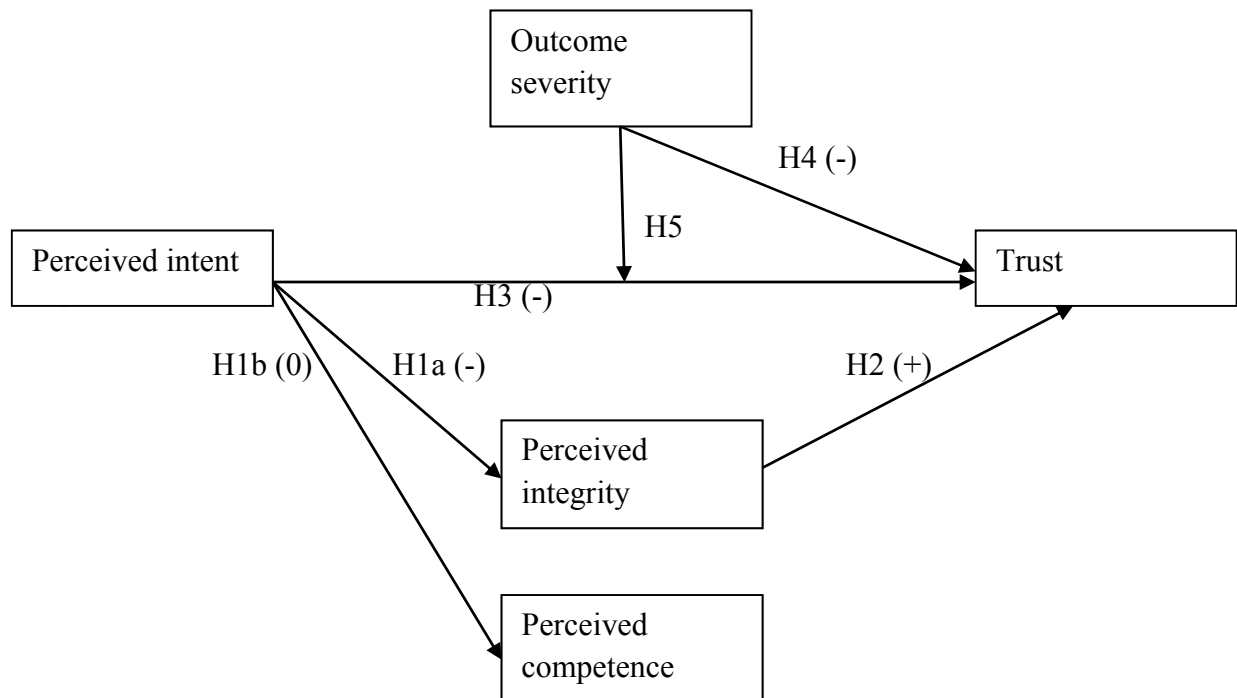 Outcome
severity
H4 (-)
H5
Perceived intent
Trust
H3 (-)
H1b (0)
H1a (-)
H2 (+)
Perceived
integrity
Perceived
competence